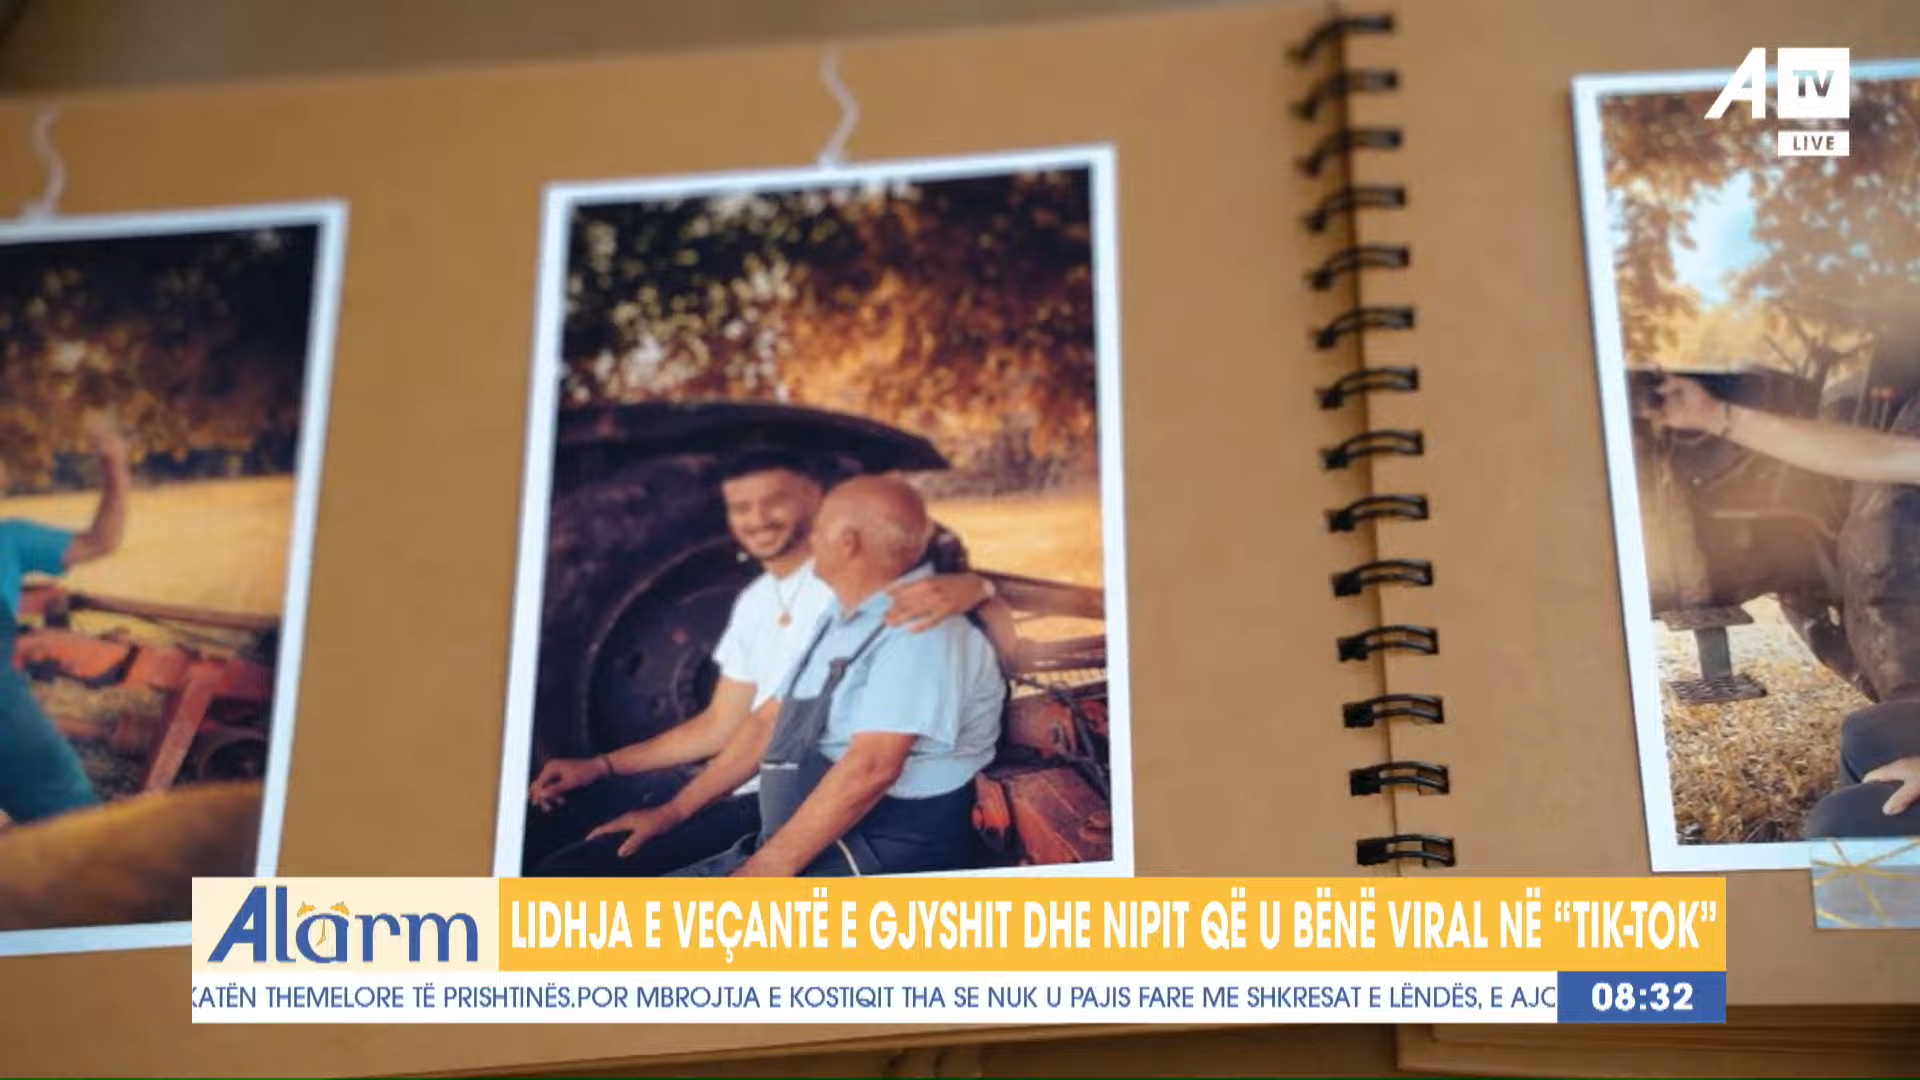 A TV
LIVE
Alarm
LIDHJA E VEÇANTË E GJYSHIT DHE NIPIT QË U BËNË VIRAL NË “TIK-TOK”
KATËN THEMELORE TË PRISHTINËS.POR MBROJTJA E KOSTIQIT THA SE NUK U PAJIS FARE ME SHKRESAT E LËNDËS, E AJO
08:32